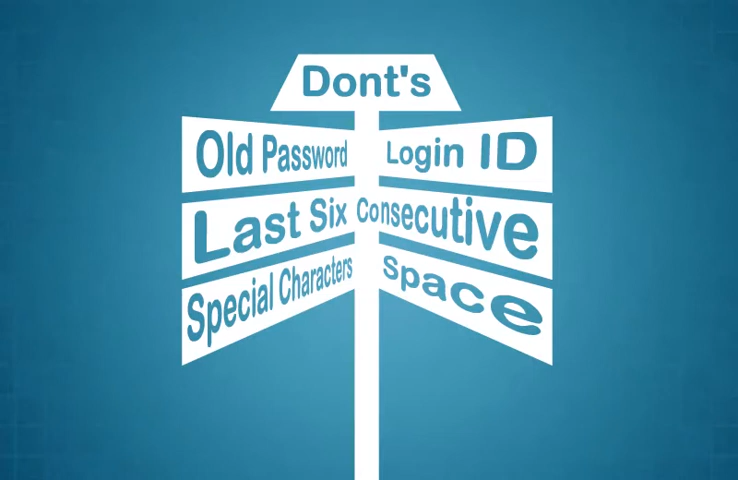 Dont's
Old Password
Login ID
Last Six
Consecutive
Special Characters
Space